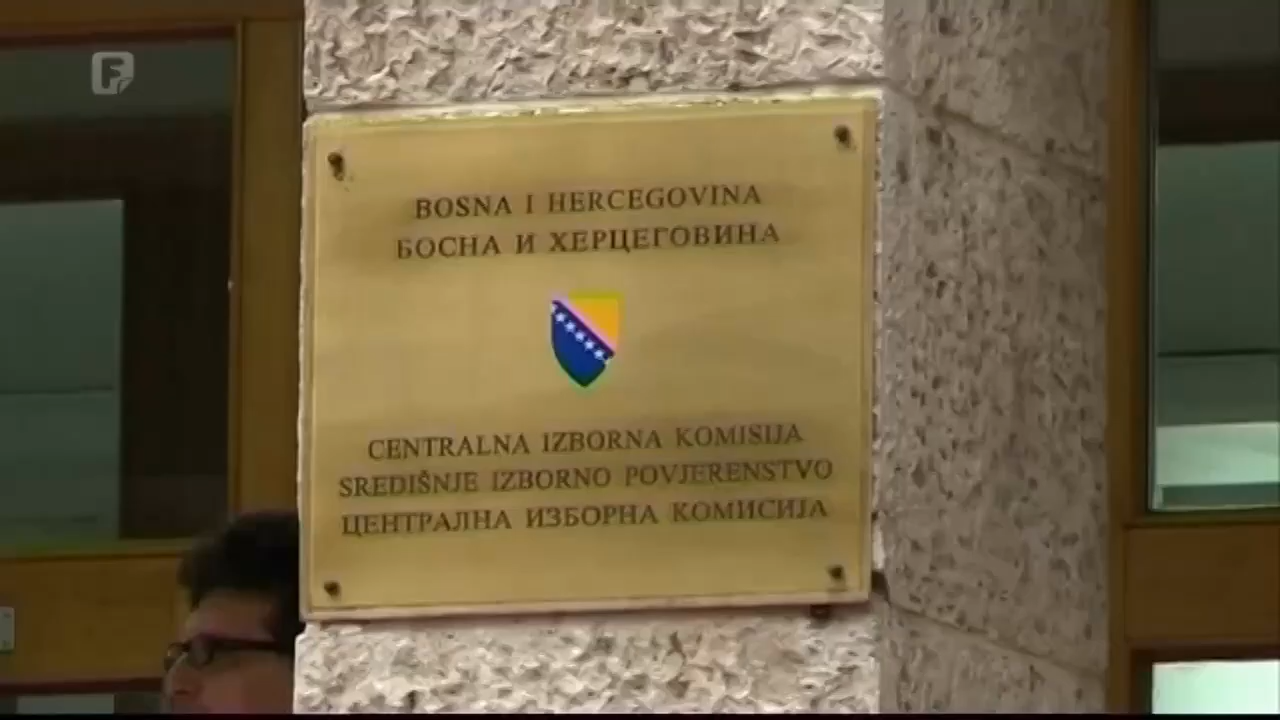 F
BOSNA I HERCEGOVINA
БОСНА И ХЕРЦЕГОВИНА
CENTRALNA IZBORNA KOMISIJA
SREDIŠNJE IZBORNO POVJERENSTVO
ЦЕНТРАЛНА ИЗБОРНА КОМИСИЈА